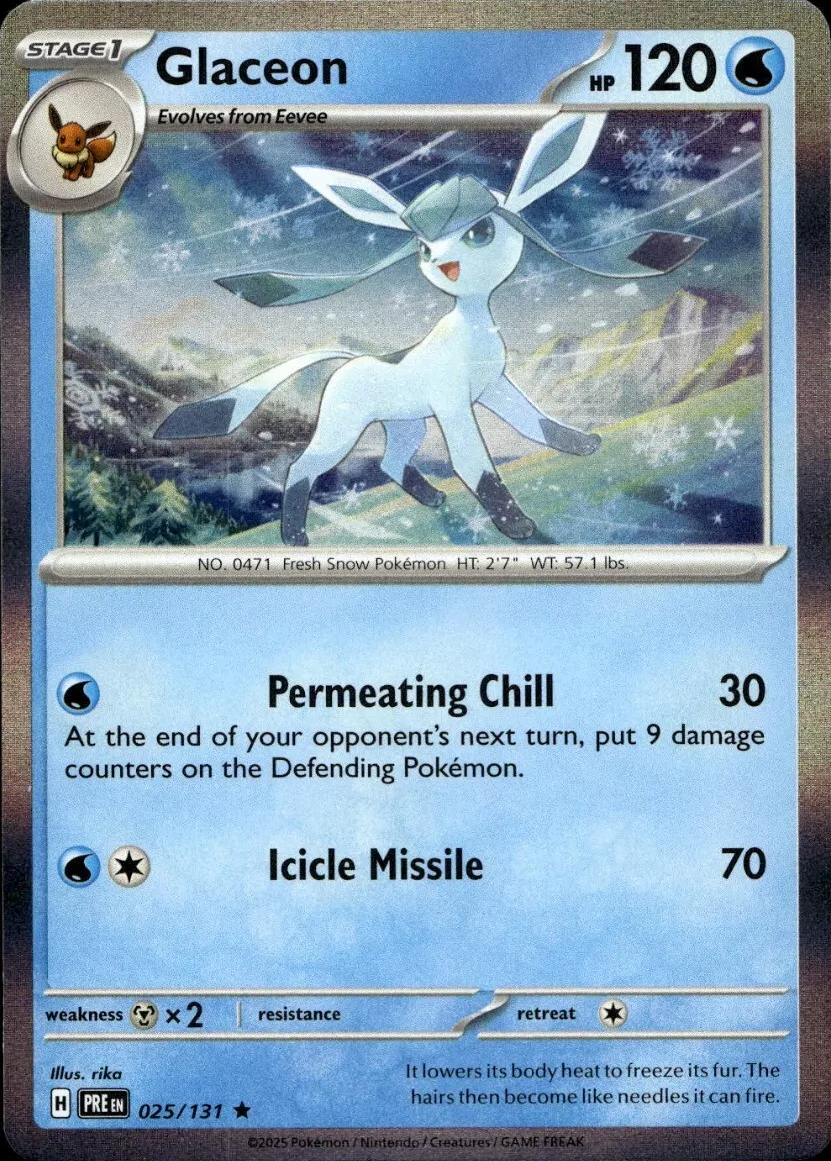 STAGE 1
Glaceon
HP 120
Evolves from Eevee
NO. 0471 Fresh Snow Pokémon HT: 2'7" WT: 57.1 lbs.
Permeating Chill 30
At the end of your opponent's next turn, put 9 damage
counters on the Defending Pokémon.
Icicle Missile 70
weakness ×2 resistance retreat
Illus. rika
It lowers its body heat to freeze its fur. The
hairs then become like needles it can fire.
H PRE EN 025/131 ★
©2025 Pokémon / Nintendo / Creatures / GAME FREAK